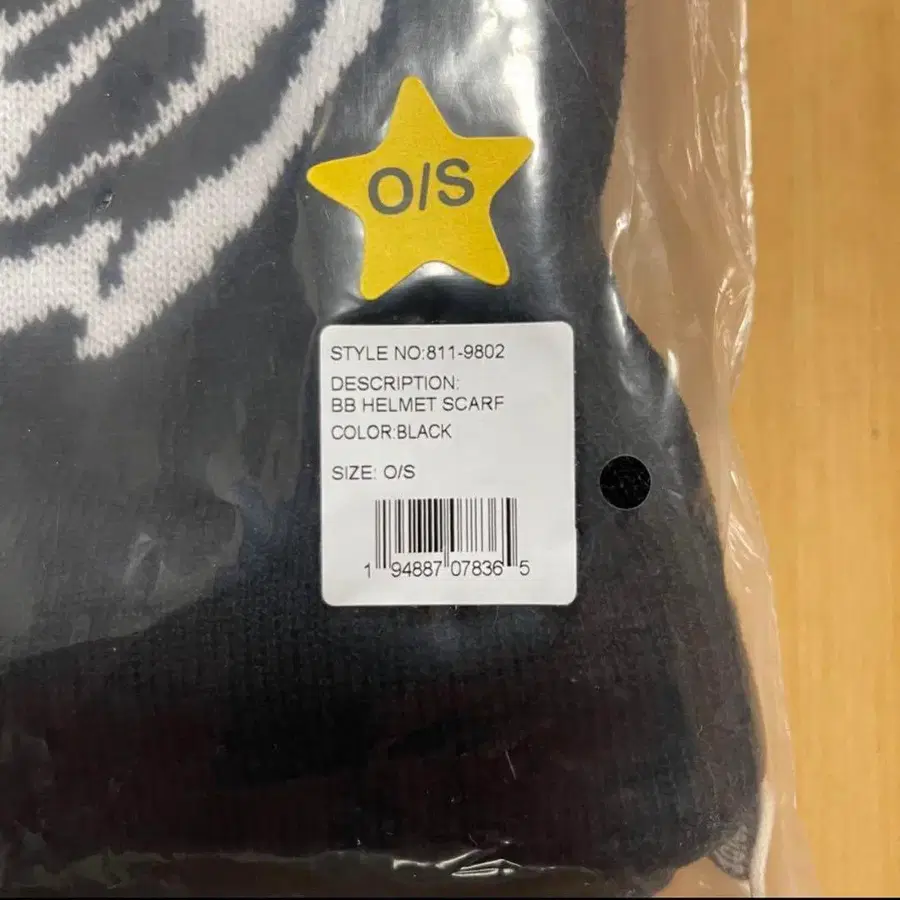 O/S
STYLE NO:811-9802
DESCRIPTION:
BB HELMET SCARF
COLOR:BLACK
SIZE: O/S
1 94887 07836 5